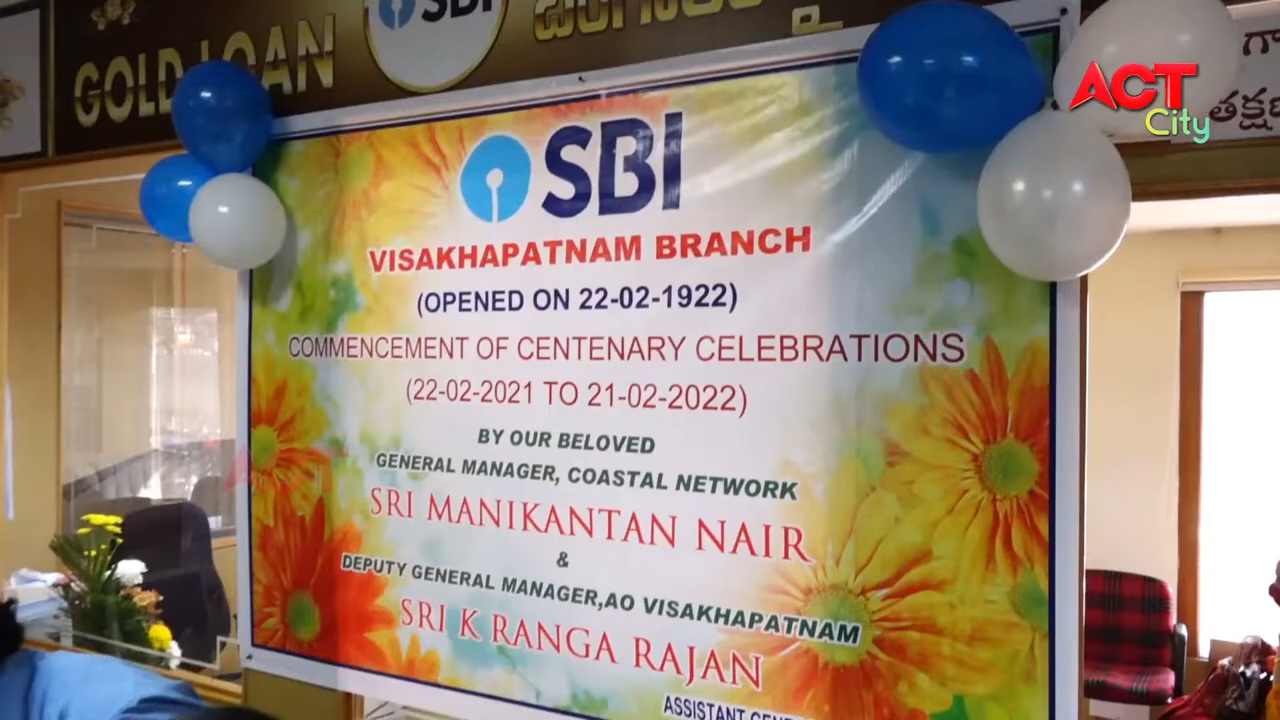 GOLD LOAN
SBI
ACT
City
SBI
VISAKHAPATNAM BRANCH
(OPENED ON 22-02-1922)
COMMENCEMENT OF CENTENARY CELEBRATIONS
(22-02-2021 TO 21-02-2022)
BY OUR BELOVED
GENERAL MANAGER, COASTAL NETWORK
SRI MANIKANTAN NAIR
&
DEPUTY GENERAL MANAGER,AO VISAKHAPATNAM
SRI K RANGA RAJAN
ASSISTANT